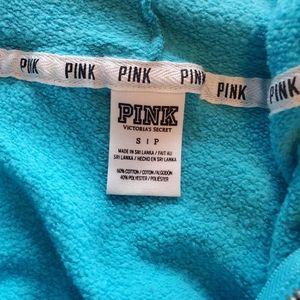 PINK PINK PINK PINK PINK PINK
PINK
VICTORIA'S SECRET
S | P
MADE IN SRI LANKA / FAIT AU
SRI LANKA / HECHO EN SRI LANKA
60% COTTON / COTON / ALGODÓN
40% POLYESTER / POLIÉSTER